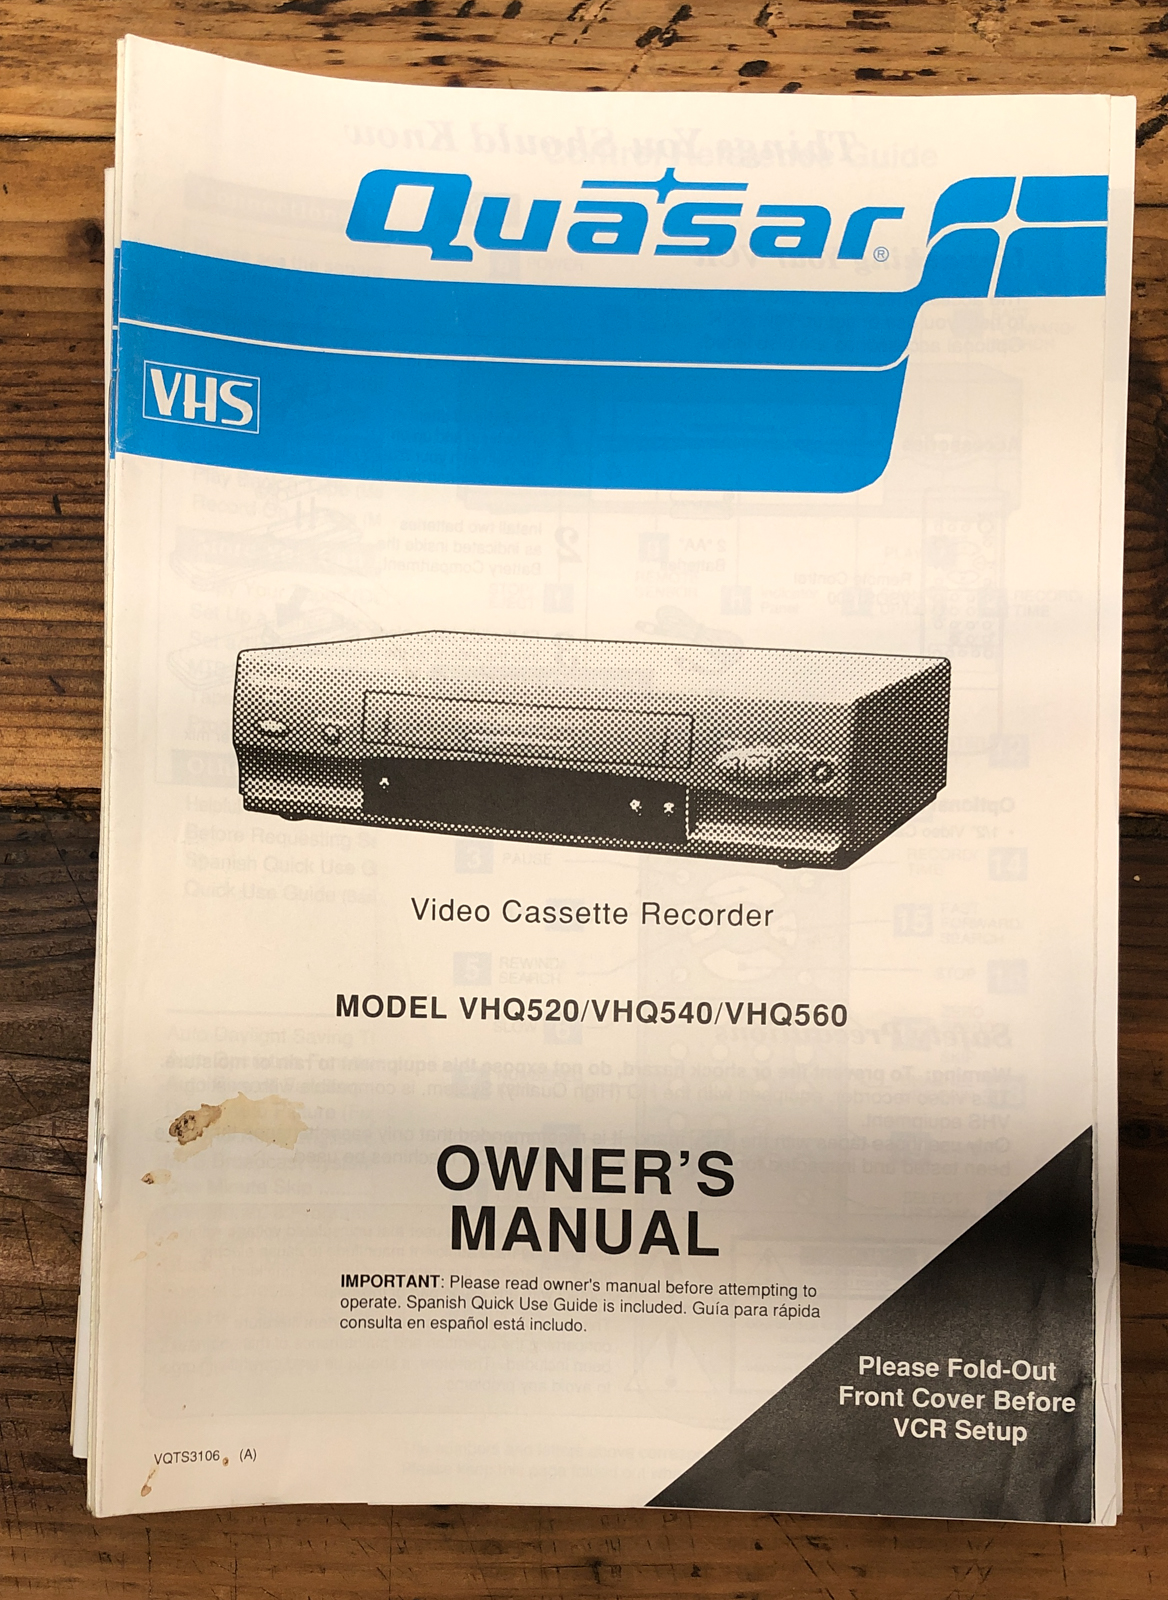 Quasar®
VHS
Video Cassette Recorder
MODEL VHQ520/VHQ540/VHQ560
OWNER'S
MANUAL
IMPORTANT: Please read owner's manual before attempting to
operate. Spanish Quick Use Guide is included. Guía para rápida
consulta en español está includo.
Please Fold-Out
Front Cover Before
VCR Setup
VQTS3106 (A)